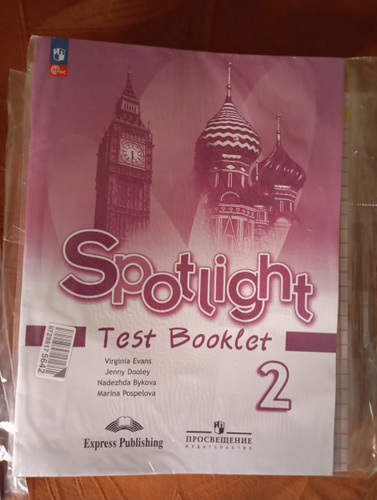 Spotlight
Test Booklet
Virginia Evans
Jenny Dooley
Nadezhda Bykova
Marina Pospelova
2
Express Publishing
ПРОСВЕЩЕНИЕ
ИЗДАТЕЛЬСТВО